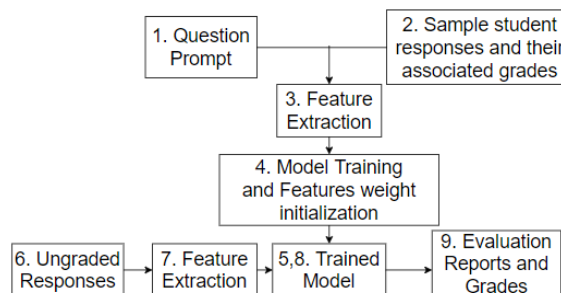 1. Question
Prompt
2. Sample student
responses and their
associated grades
3. Feature
Extraction
4. Model Training
and Features weight
initialization
6. Ungraded
Responses
7. Feature
Extraction
5,8. Trained
Model
9. Evaluation
Reports and
Grades